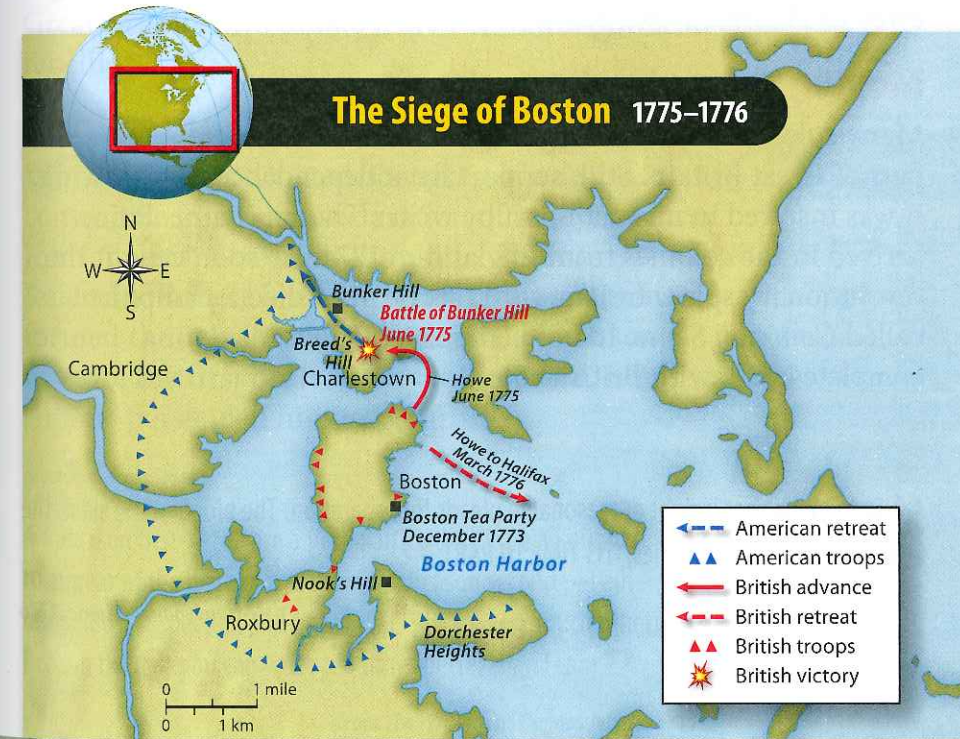 The Siege of Boston 1775–1776
N
W E
S
Bunker Hill
Battle of Bunker Hill
June 1775
Breed's
Hill
Cambridge
Charlestown
Howe
June 1775
Howe to Halifax
March 1776
Boston
Boston Tea Party
December 1773
Boston Harbor
Nook's Hill
Roxbury
Dorchester
Heights
0 1 mile
0 1 km
American retreat
American troops
British advance
British retreat
British troops
British victory